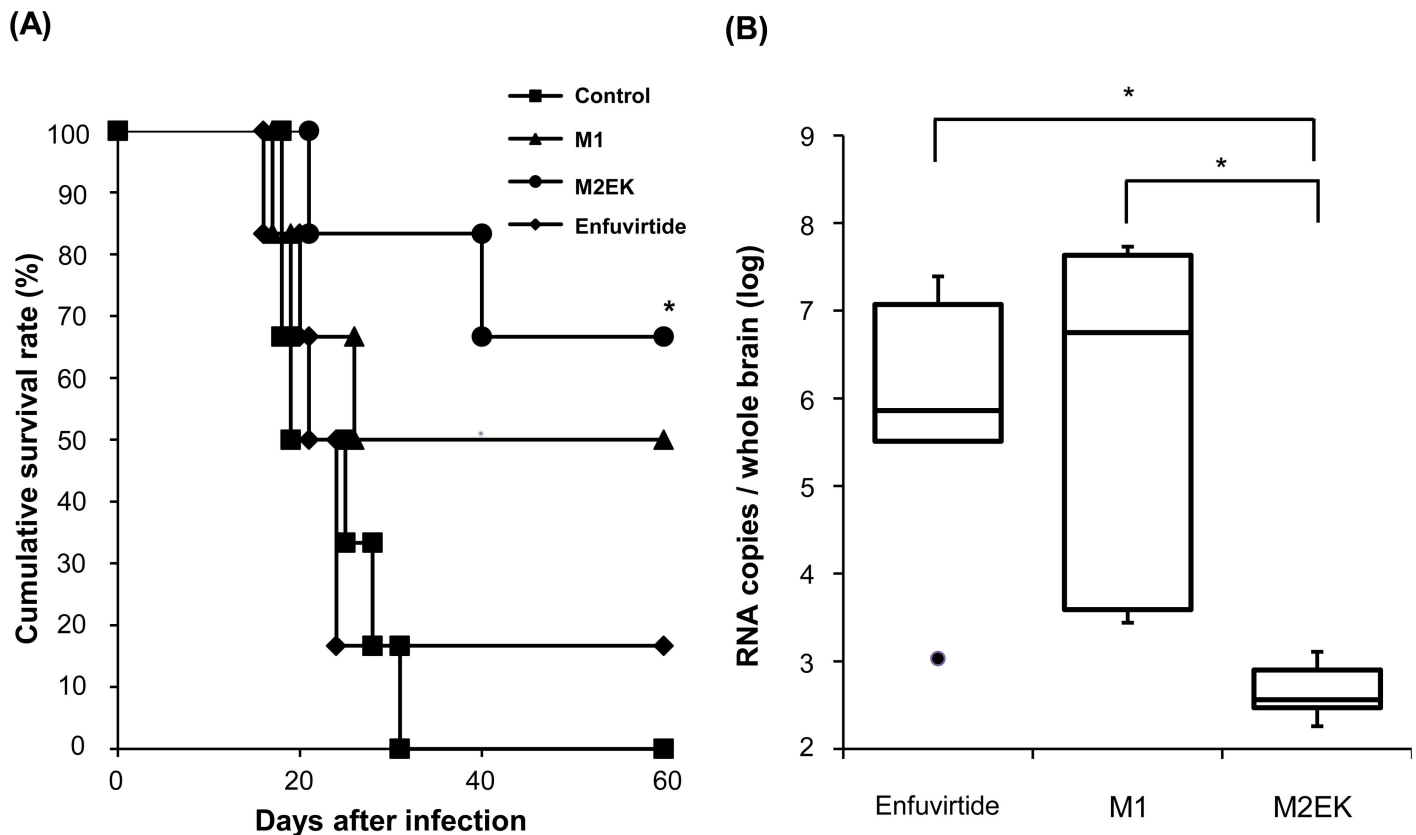 (A)
Control
M1
M2EK
Enfuvirtide
100
90
80
70
60
50
40
30
20
10
0
*
Cumulative survival rate (%)
0 20 40 60
Days after infection
(B)
*
*
9
8
7
6
5
4
3
2
RNA copies / whole brain (log)
Enfuvirtide M1 M2EK